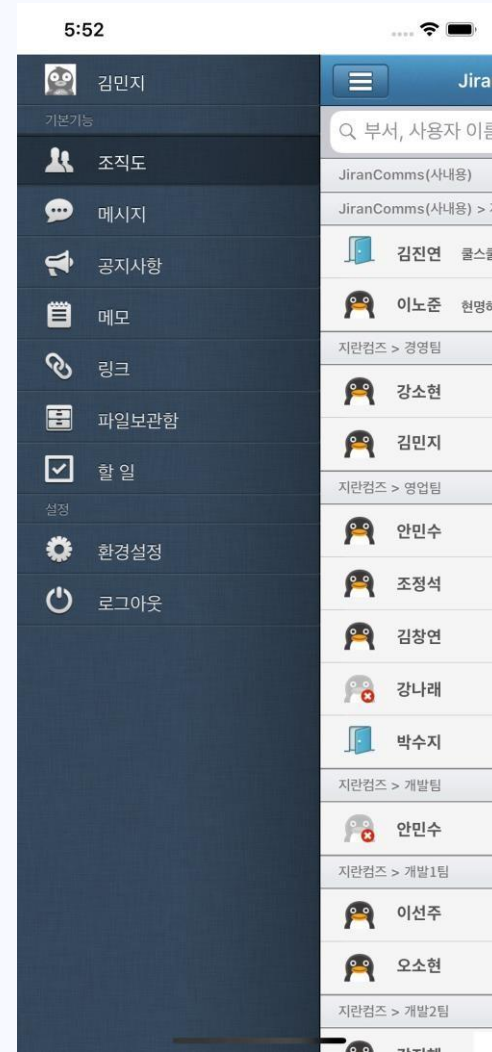 5:52
김민지
기본기능
조직도
메시지
공지사항
메모
링크
파일보관함
할 일
설정
환경설정
로그아웃
Jira
부서, 사용자 이름
JiranComms(사내용)
JiranComms(사내용) >
김진연 쿨스
이노준 현명
지란컴즈 > 경영팀
강소현
김민지
지란컴즈 > 영업팀
안민수
조정석
김창연
강나래
박수지
지란컴즈 > 개발팀
안민수
지란컴즈 > 개발1팀
이선주
오소현
지란컴즈 > 개발2팀